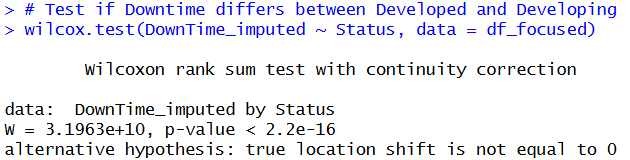 > # Test if Downtime differs between Developed and Developing
> wilcox.test(DownTime_imputed ~ Status, data = df_focused)
Wilcoxon rank sum test with continuity correction
data:  DownTime_imputed by Status
W = 3.1963e+10, p-value < 2.2e-16
alternative hypothesis: true location shift is not equal to 0